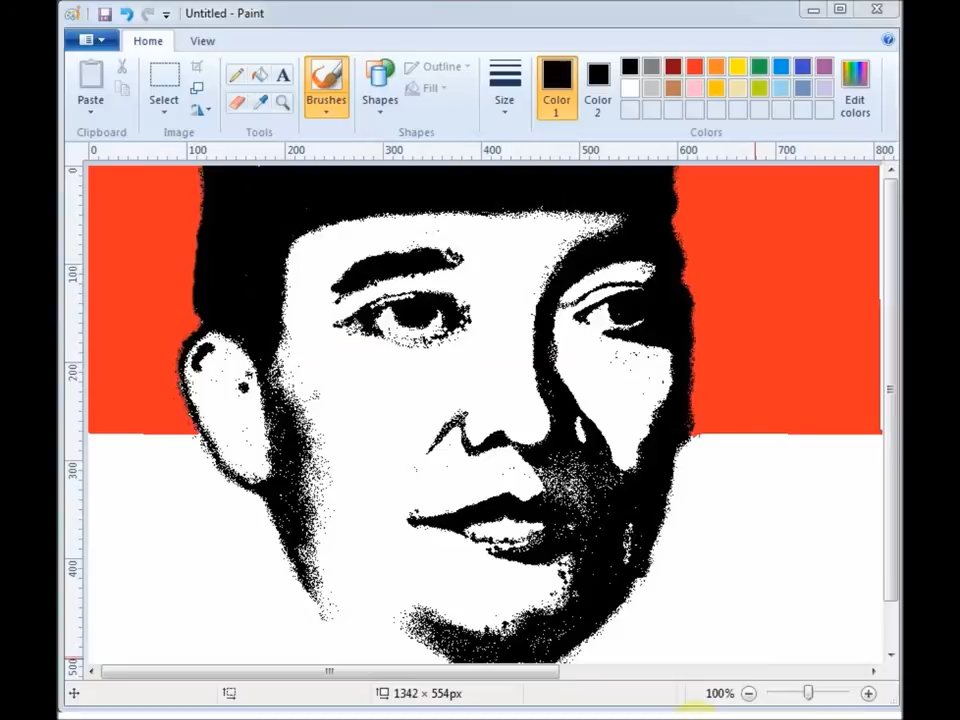 Untitled - Paint
Home View
Paste
Select
Brushes
Shapes
Outline
Fill
Size
Color 1
Color 2
Edit colors
Clipboard Image Tools Shapes Colors
0 100 200 300 400 500 600 700 800
0
100
200
300
400
500
1342 × 554px
100%